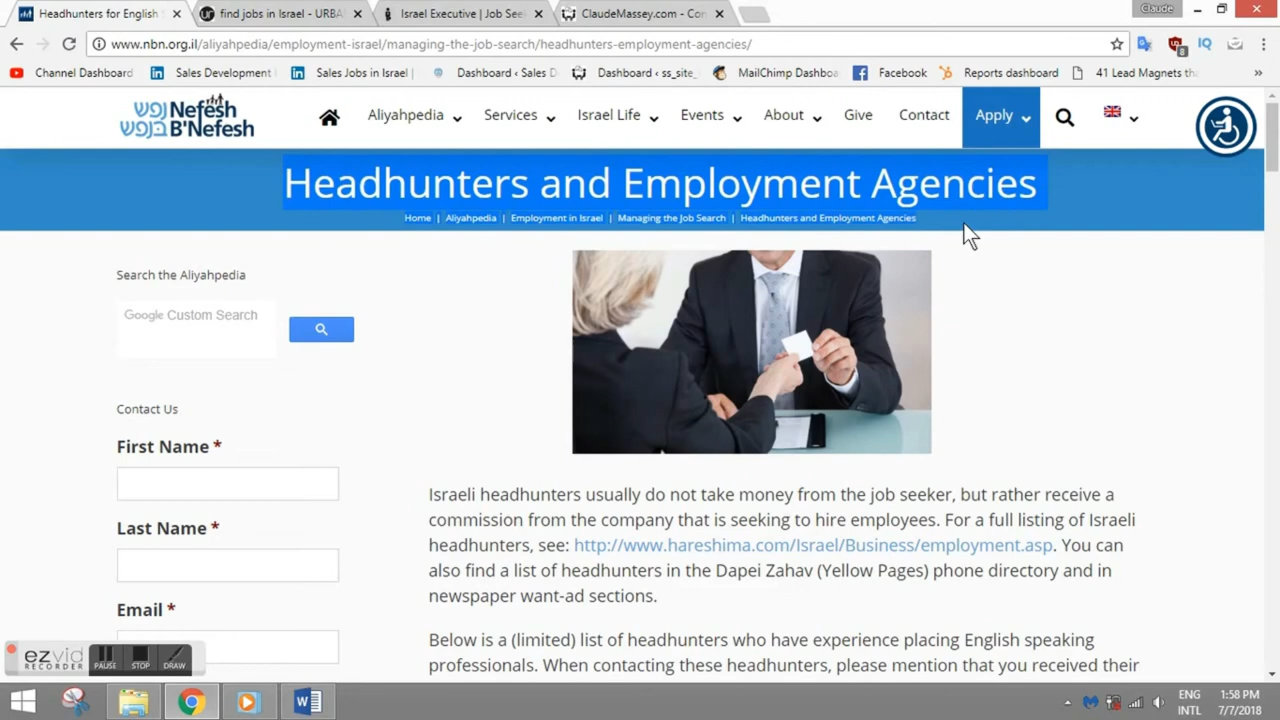 Headhunters for English
find jobs in Israel - URBA
Israel Executive | Job See
ClaudeMassey.com - Con
Claude
www.nbn.org.il/aliyahpedia/employment-israel/managing-the-job-search/headhunters-employment-agencies/
8
IQ
Channel Dashboard
Sales Development
Sales Jobs in Israel |
Dashboard ‹ Sales D
Dashboard ‹ ss_site_
MailChimp Dashboa
Facebook
Reports dashboard
41 Lead Magnets tha
»
נפש Nefesh
בנפש B'Nefesh
Aliyahpedia
Services
Israel Life
Events
About
Give
Contact
Apply
Headhunters and Employment Agencies
Home | Aliyahpedia | Employment in Israel | Managing the Job Search | Headhunters and Employment Agencies
Search the Aliyahpedia
Google Custom Search
Contact Us
First Name *
Last Name *
Email *
Israeli headhunters usually do not take money from the job seeker, but rather receive a
commission from the company that is seeking to hire employees. For a full listing of Israeli
headhunters, see: http://www.hareshima.com/Israel/Business/employment.asp. You can
also find a list of headhunters in the Dapei Zahav (Yellow Pages) phone directory and in
newspaper want-ad sections.
Below is a (limited) list of headhunters who have experience placing English speaking
professionals. When contacting these headhunters, please mention that you received their
ezvid
RECORDER
PAUSE
STOP
DRAW
ENG
INTL
1:58 PM
7/7/2018